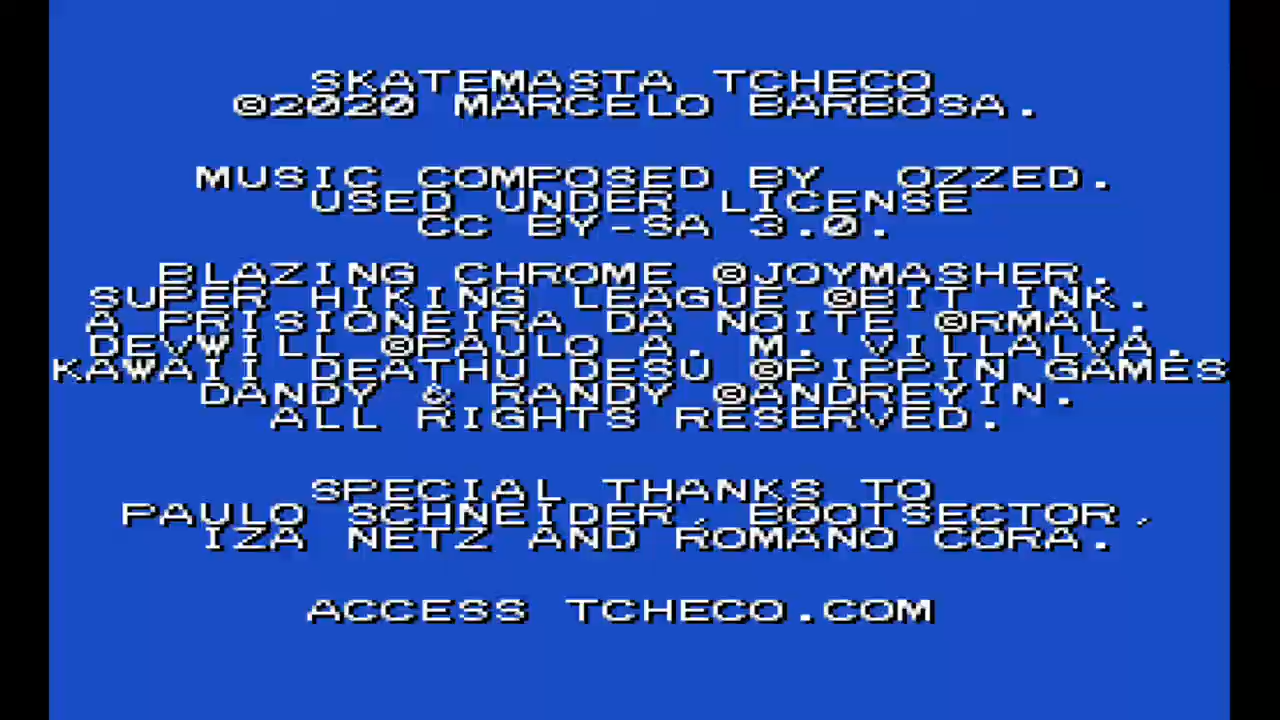 SKATEMASTA TCHECO
©2020 MARCELO BARBOSA.
MUSIC COMPOSED BY OZZED.
USED UNDER LICENSE
CC BY-SA 3.0.
BLAZING CHROME ©JOYMASHER.
SUPER HIKING LEAGUE ©BIT INK.
A PRISIONEIRA DA NOITE ©RMAL.
DEVWILL ©PAULO A. M. VILLALVA.
KAWAII DEATHU DESU ©PIPPIN GAMES
DANDY & RANDY ©ANDREYIN.
ALL RIGHTS RESERVED.
SPECIAL THANKS TO
PAULO SCHNEIDER, BOOTSECTOR,
IZA NETZ AND ROMANO CORA.
ACCESS TCHECO.COM